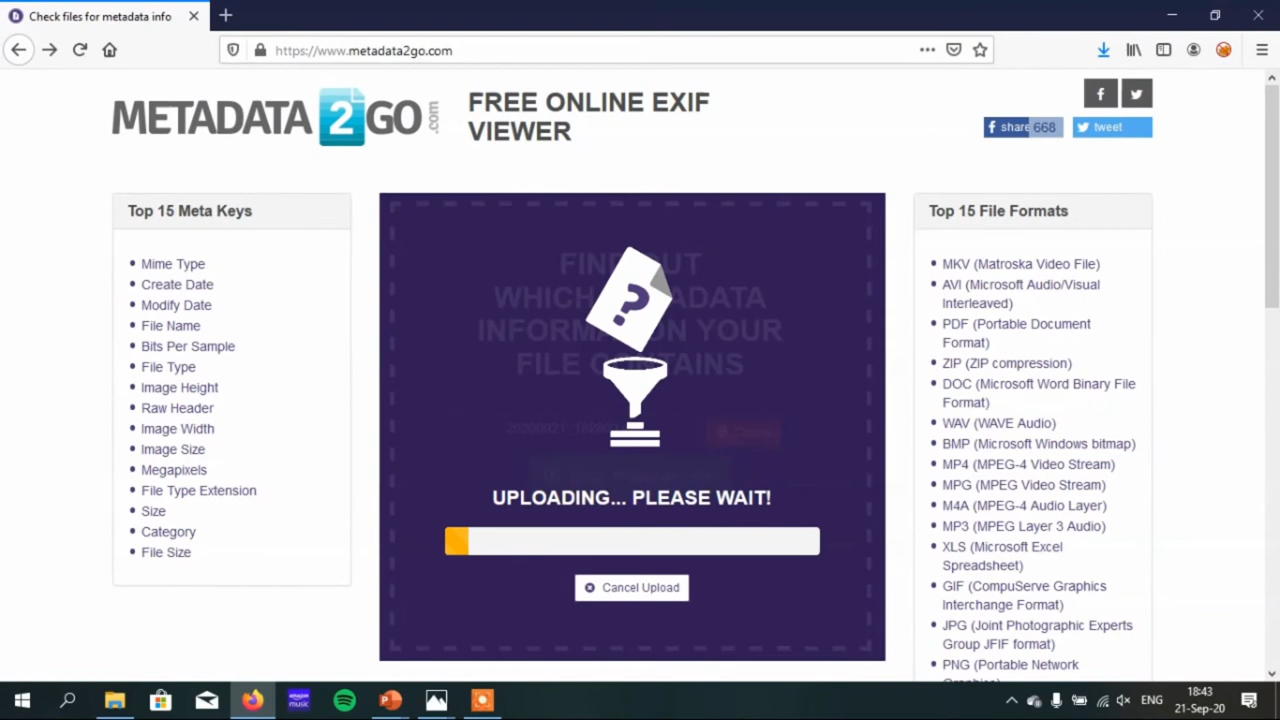 Check files for metadata info
https://www.metadata2go.com
METADATA 2 GO .com
FREE ONLINE EXIF
VIEWER
share 668
tweet
Top 15 Meta Keys
Mime Type
Create Date
Modify Date
File Name
Bits Per Sample
File Type
Image Height
Raw Header
Image Width
Image Size
Megapixels
File Type Extension
Size
Category
File Size
UPLOADING... PLEASE WAIT!
Cancel Upload
Top 15 File Formats
MKV (Matroska Video File)
AVI (Microsoft Audio/Visual
Interleaved)
PDF (Portable Document
Format)
ZIP (ZIP compression)
DOC (Microsoft Word Binary File
Format)
WAV (WAVE Audio)
BMP (Microsoft Windows bitmap)
MP4 (MPEG-4 Video Stream)
MPG (MPEG Video Stream)
M4A (MPEG-4 Audio Layer)
MP3 (MPEG Layer 3 Audio)
XLS (Microsoft Excel
Spreadsheet)
GIF (CompuServe Graphics
Interchange Format)
JPG (Joint Photographic Experts
Group JFIF format)
PNG (Portable Network
amazon music
ENG
18:43
21-Sep-20